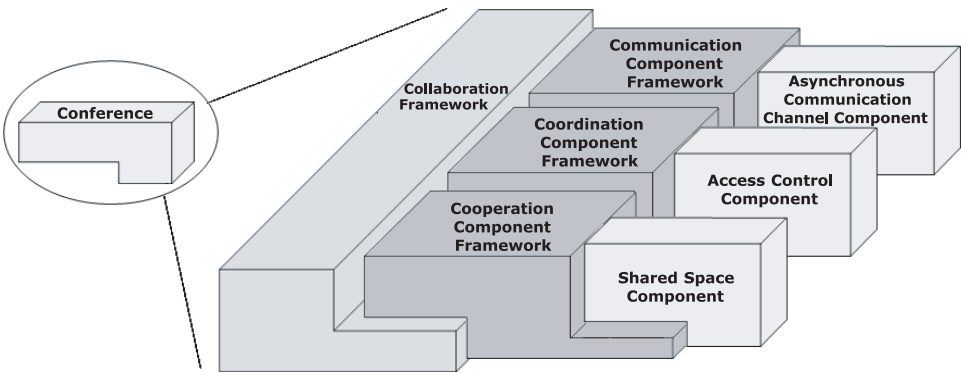 Conference
Collaboration
Framework
Communication
Component
Framework
Asynchronous
Communication
Channel Component
Coordination
Component
Framework
Access Control
Component
Cooperation
Component
Framework
Shared Space
Component